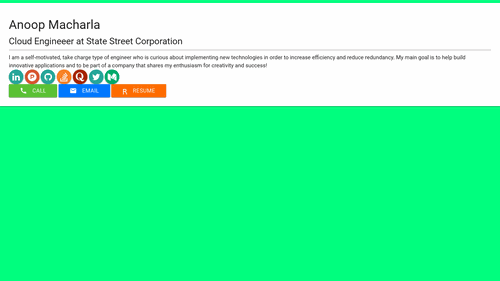 Anoop Macharla
Cloud Engineeer at State Street Corporation
I am a self-motivated, take charge type of engineer who is curious about implementing new technologies in order to increase efficiency and reduce redundancy. My main goal is to help build
innovative applications and to be part of a company that shares my enthusiasm for creativity and success!
CALL EMAIL RESUME